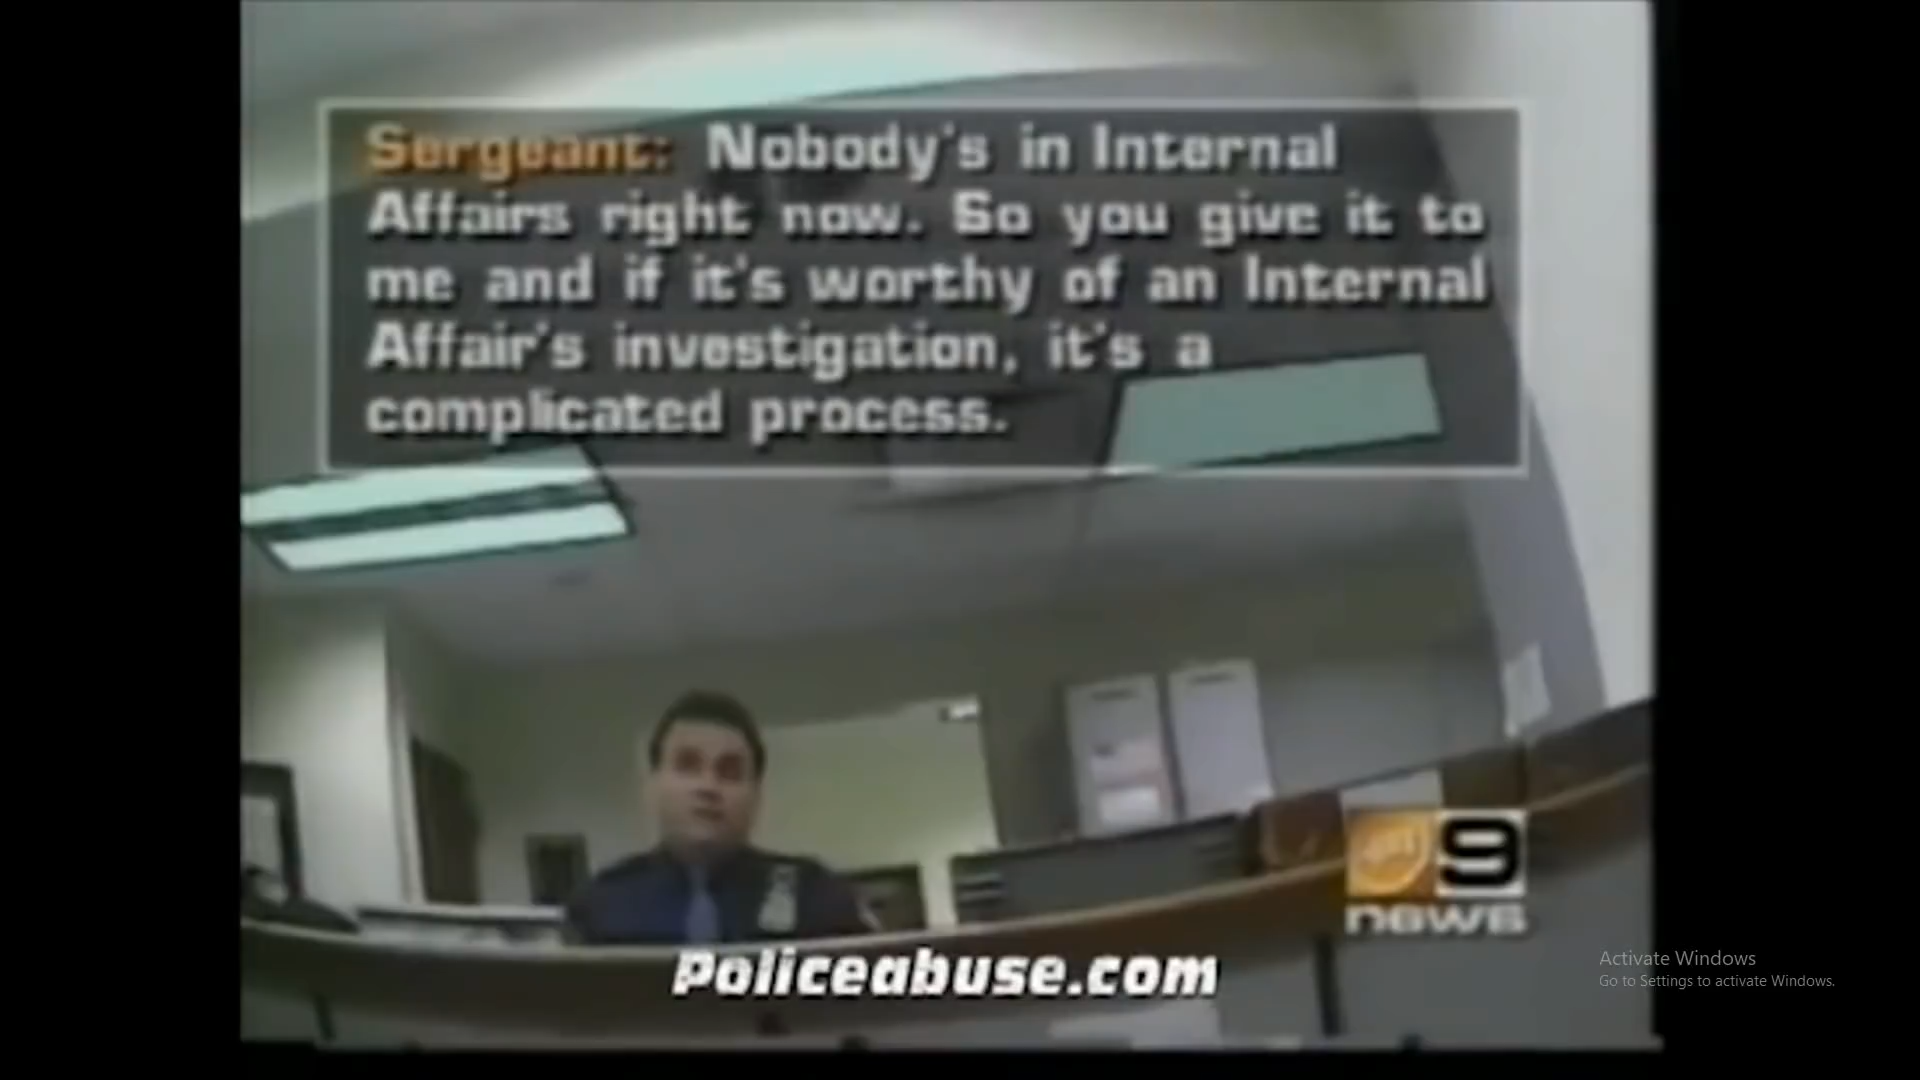 Sergeant: Nobody's in Internal
Affairs right now. So you give it to
me and if it's worthy of an Internal
Affair's investigation, it's a
complicated process.
9
news
Policeabuse.com
Activate Windows
Go to Settings to activate Windows.